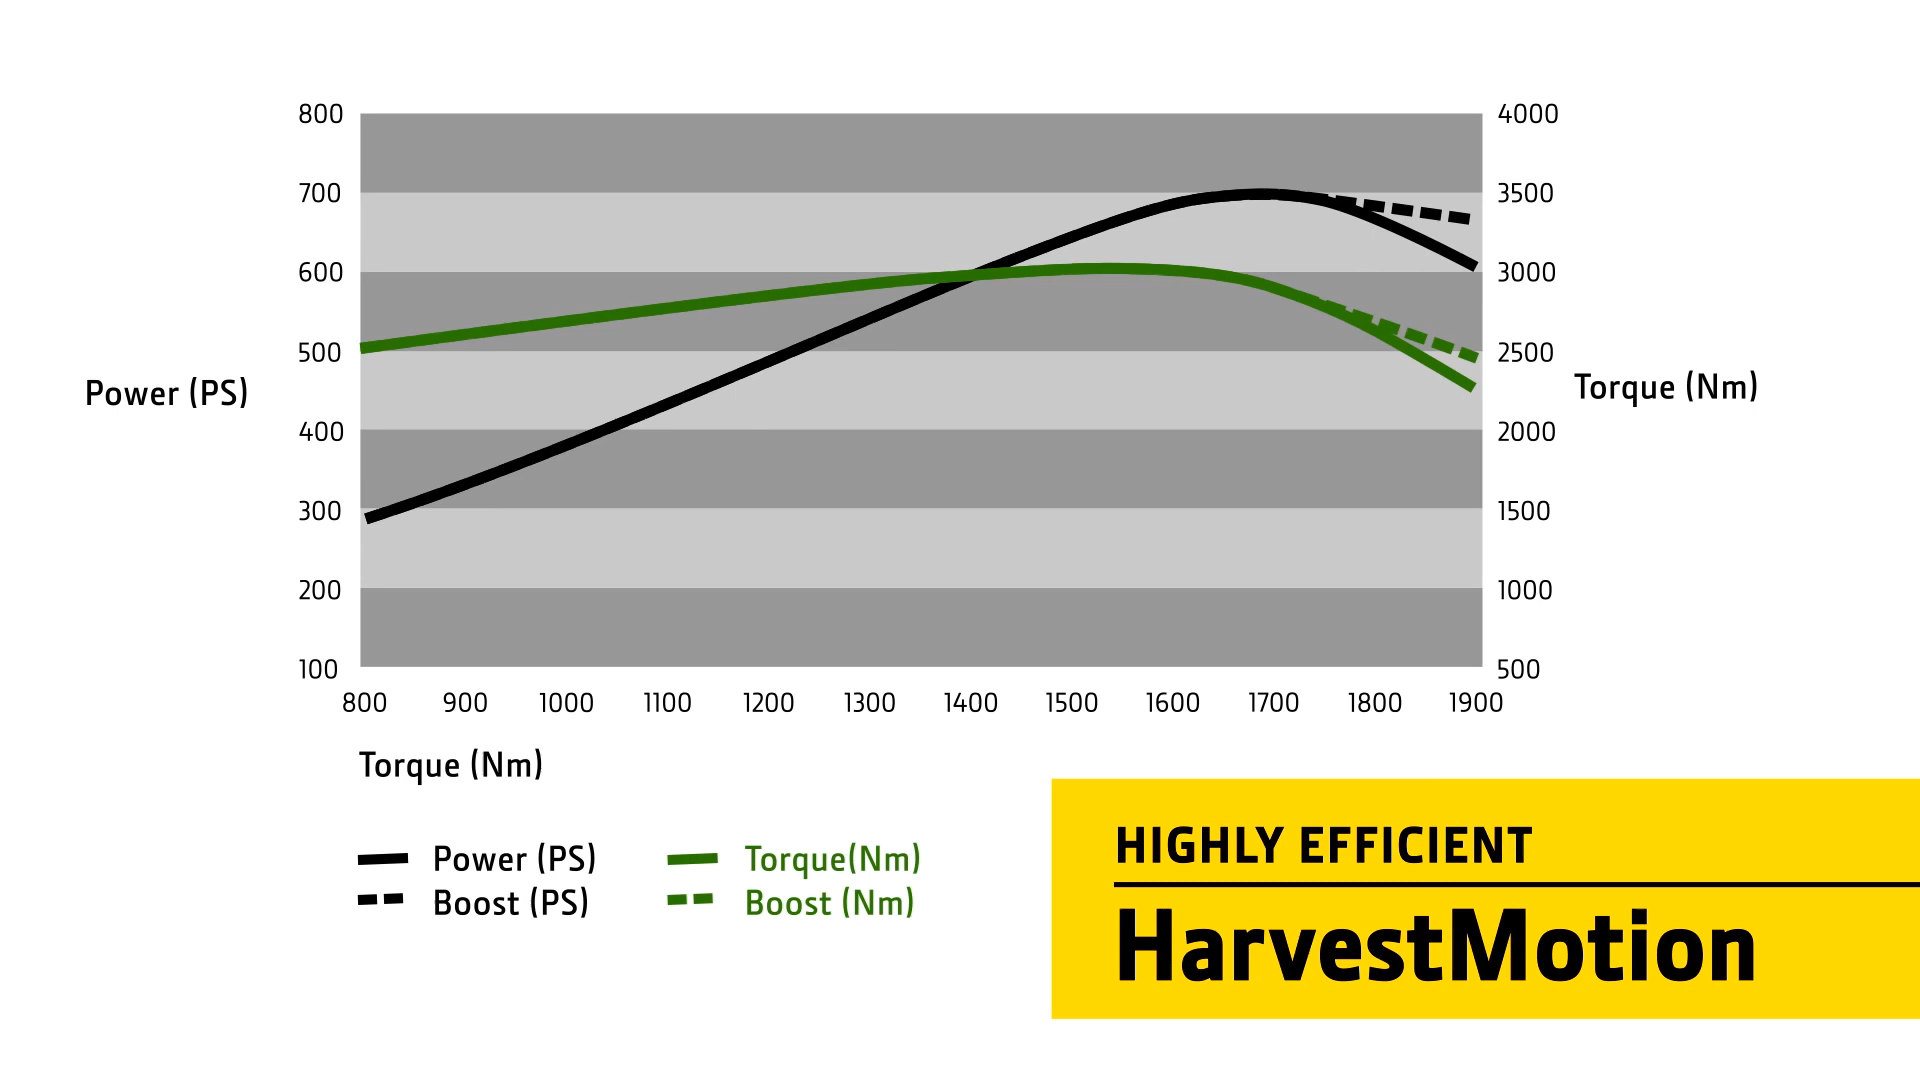 800
700
600
500
400
300
200
100
Power (PS)
4000
3500
3000
2500
2000
1500
1000
500
Torque (Nm)
800 900 1000 1100 1200 1300 1400 1500 1600 1700 1800 1900
Torque (Nm)
Power (PS) Torque(Nm)
Boost (PS) Boost (Nm)
HIGHLY EFFICIENT
HarvestMotion